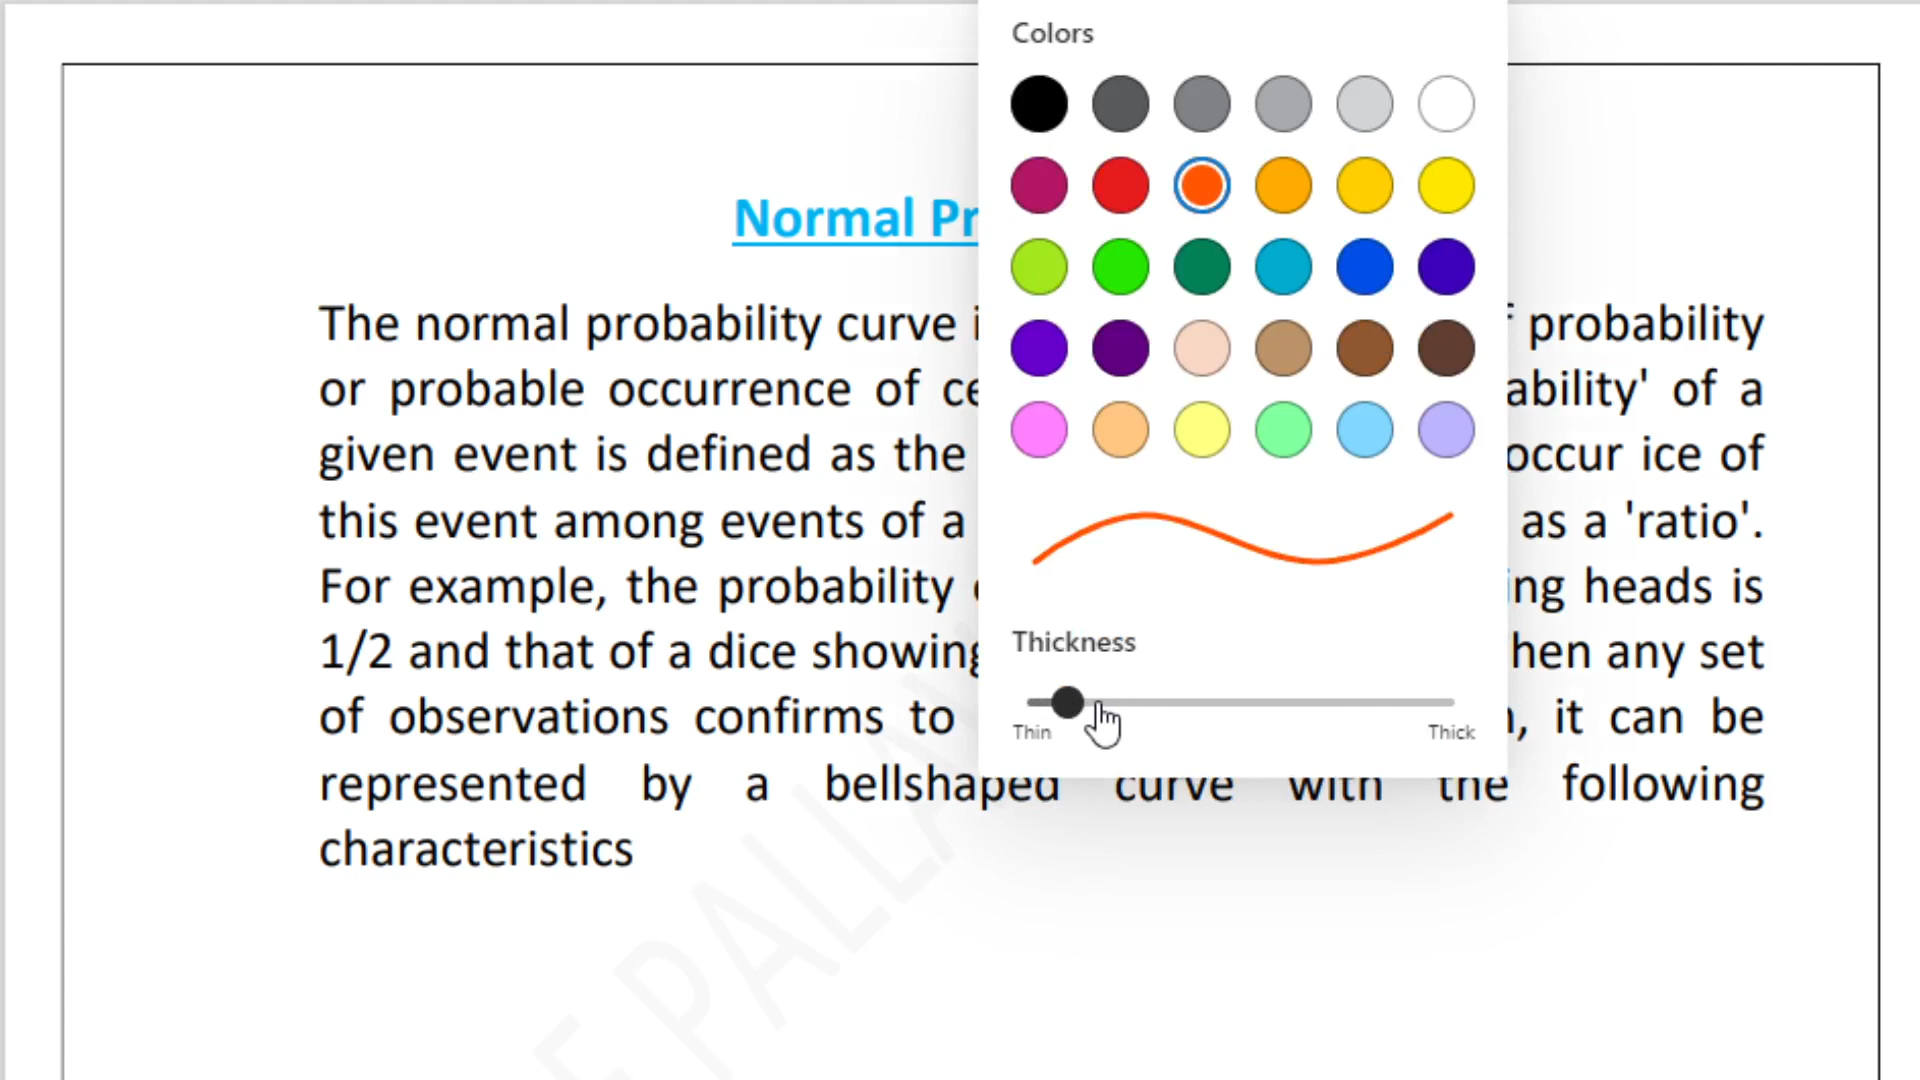 Colors
Normal Pr
The normal probability curve probability
or probable occurrence of ce ability' of a
given event is defined as the occur ice of
this event among events of a as a 'ratio'.
For example, the probability ing heads is
1/2 and that of a dice showing hen any set
of observations confirms to , it can be
represented by a bellshaped curve with the following
characteristics
Thickness
Thin Thick
PALLA